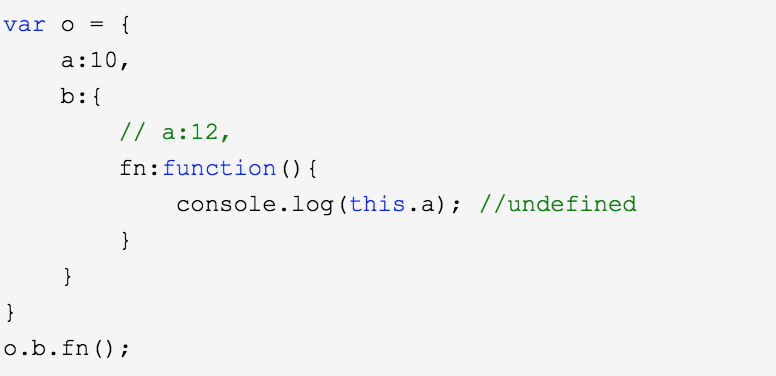 var o = {
    a:10,
    b:{
        // a:12,
        fn:function(){
            console.log(this.a); //undefined
        }
    }
}
o.b.fn();